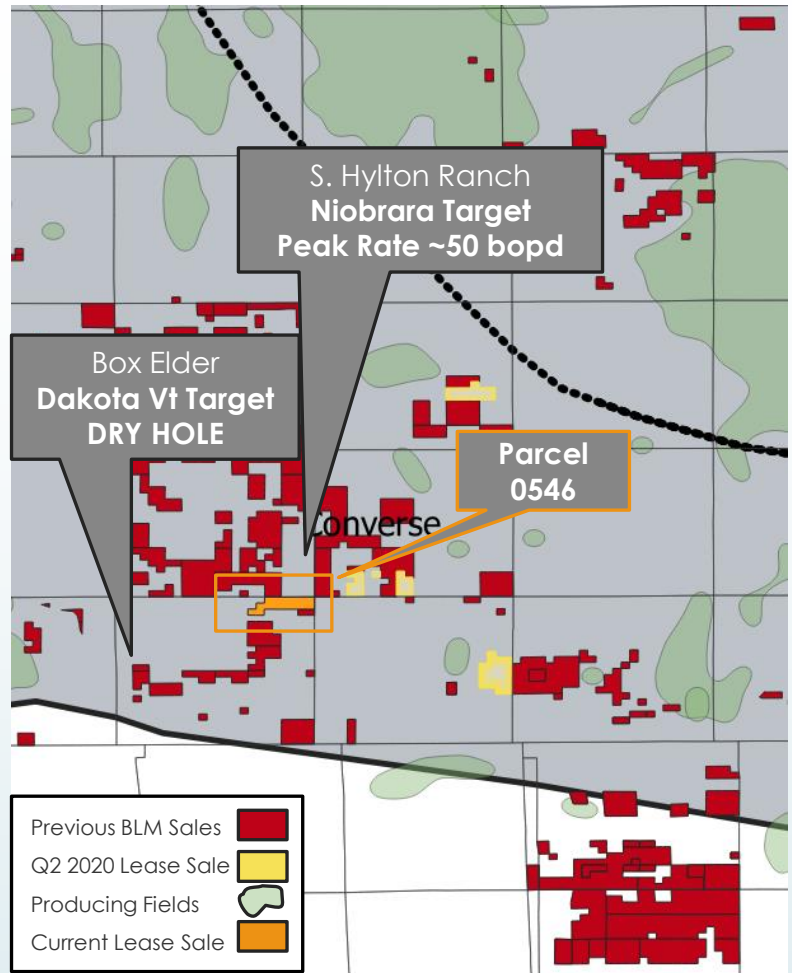 S. Hylton Ranch
Niobrara Target
Peak Rate ~50 bopd
Box Elder
Dakota Vt Target
DRY HOLE
Parcel
0546
Converse
Previous BLM Sales
Q2 2020 Lease Sale
Producing Fields
Current Lease Sale